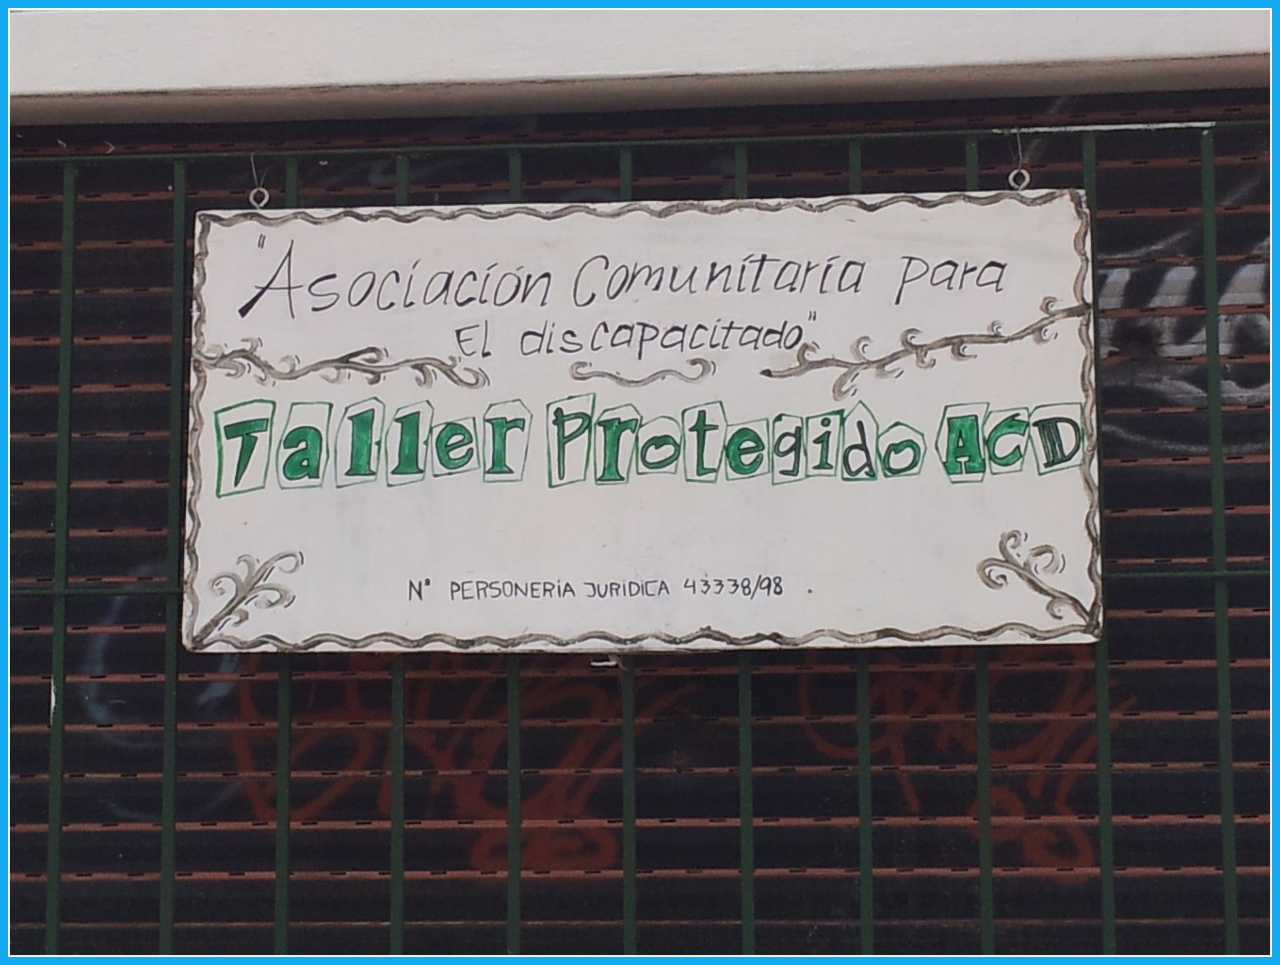 "Asociación Comunitaria para
El discapacitado"
Taller Protegido ACD
N° PERSONERIA JURIDICA 43338/98 .